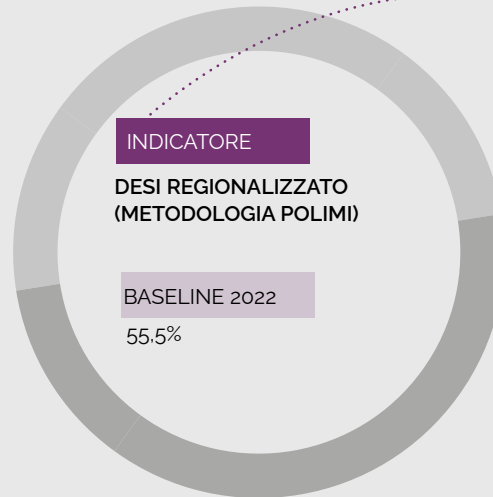 INDICATORE
DESI REGIONALIZZATO
(METODOLOGIA POLIMI)
BASELINE 2022
55,5%